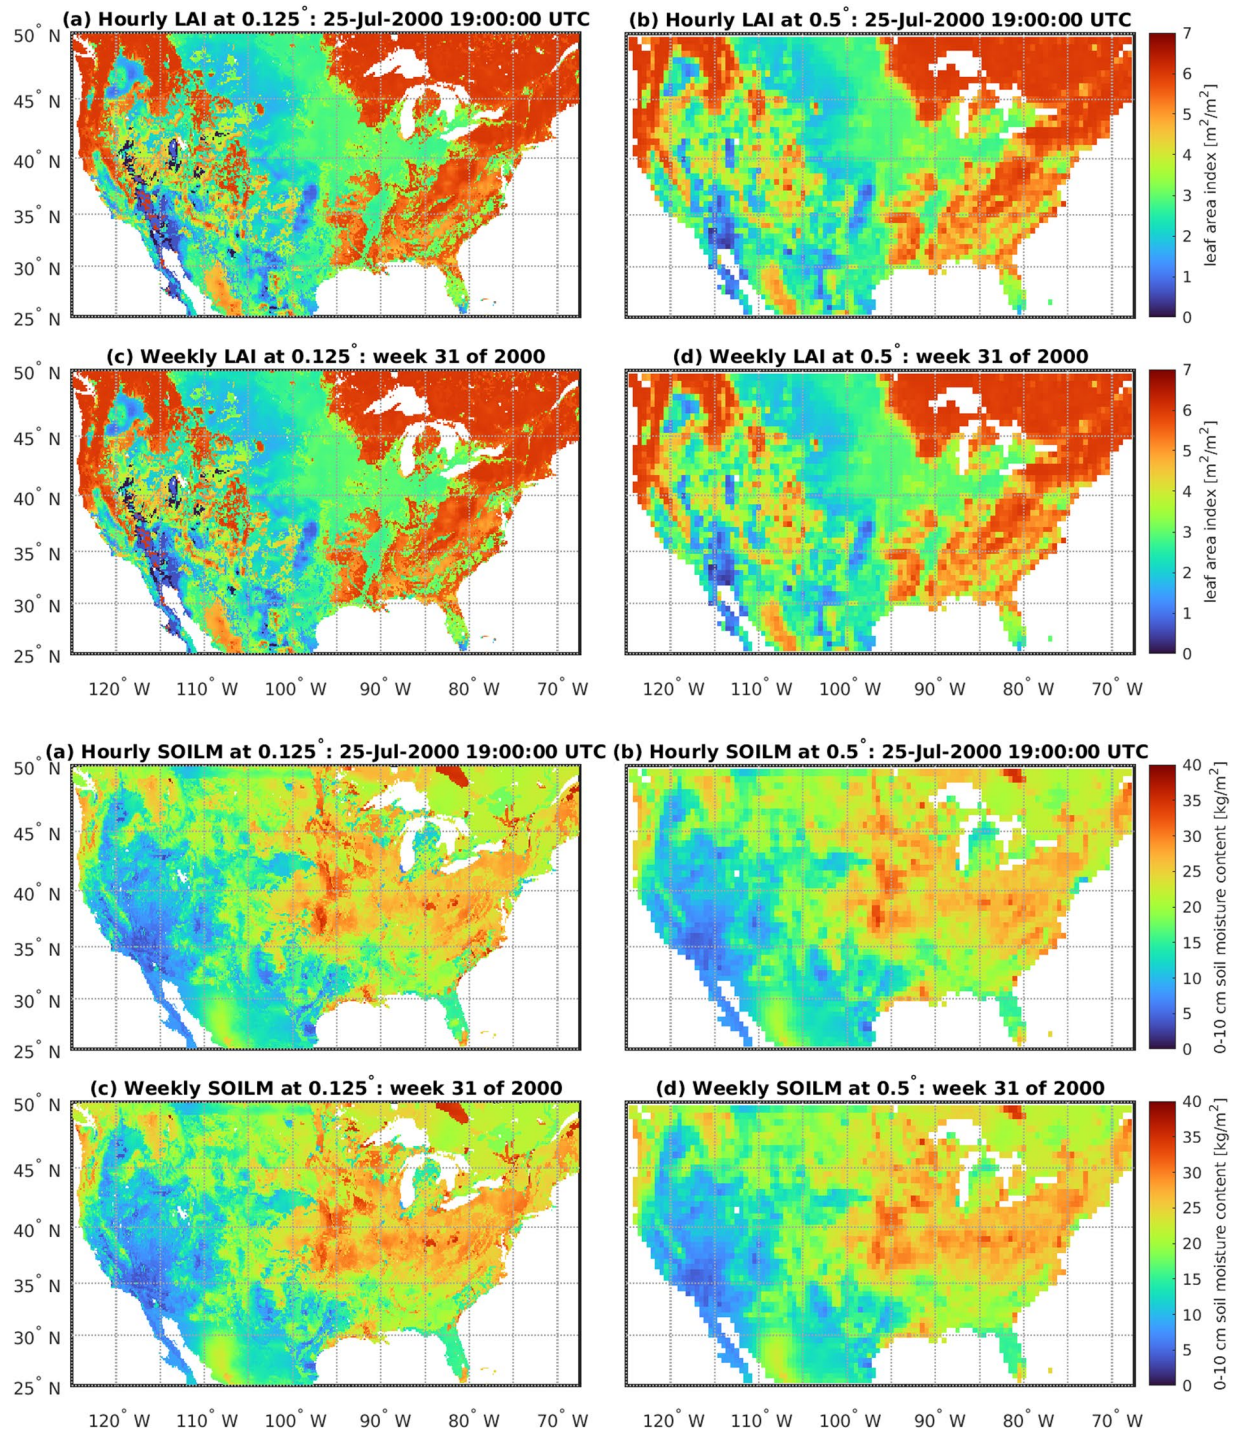 (a) Hourly LAI at 0.125°: 25-Jul-2000 19:00:00 UTC
(b) Hourly LAI at 0.5°: 25-Jul-2000 19:00:00 UTC
50° N
45° N
40° N
35° N
30° N
25° N
7
6
5
4
3
2
1
0
leaf area index [m²/m²]
(c) Weekly LAI at 0.125°: week 31 of 2000
(d) Weekly LAI at 0.5°: week 31 of 2000
50° N
45° N
40° N
35° N
30° N
25° N
7
6
5
4
3
2
1
0
leaf area index [m²/m²]
120° W 110° W 100° W 90° W 80° W 70° W
120° W 110° W 100° W 90° W 80° W 70° W
(a) Hourly SOILM at 0.125°: 25-Jul-2000 19:00:00 UTC
(b) Hourly SOILM at 0.5°: 25-Jul-2000 19:00:00 UTC
50° N
45° N
40° N
35° N
30° N
25° N
40
35
30
25
20
15
10
5
0
0-10 cm soil moisture content [kg/m²]
(c) Weekly SOILM at 0.125°: week 31 of 2000
(d) Weekly SOILM at 0.5°: week 31 of 2000
50° N
45° N
40° N
35° N
30° N
25° N
40
35
30
25
20
15
10
5
0
0-10 cm soil moisture content [kg/m²]
120° W 110° W 100° W 90° W 80° W 70° W
120° W 110° W 100° W 90° W 80° W 70° W